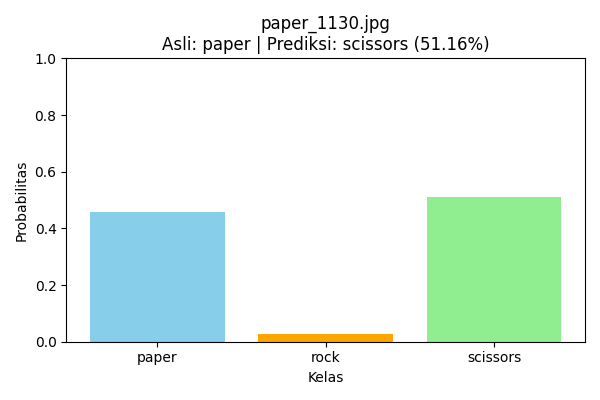 paper_1130.jpg
Asli: paper | Prediksi: scissors (51.16%)
1.0
0.8
0.6
0.4
0.2
0.0
Probabilitas
paper rock scissors
Kelas